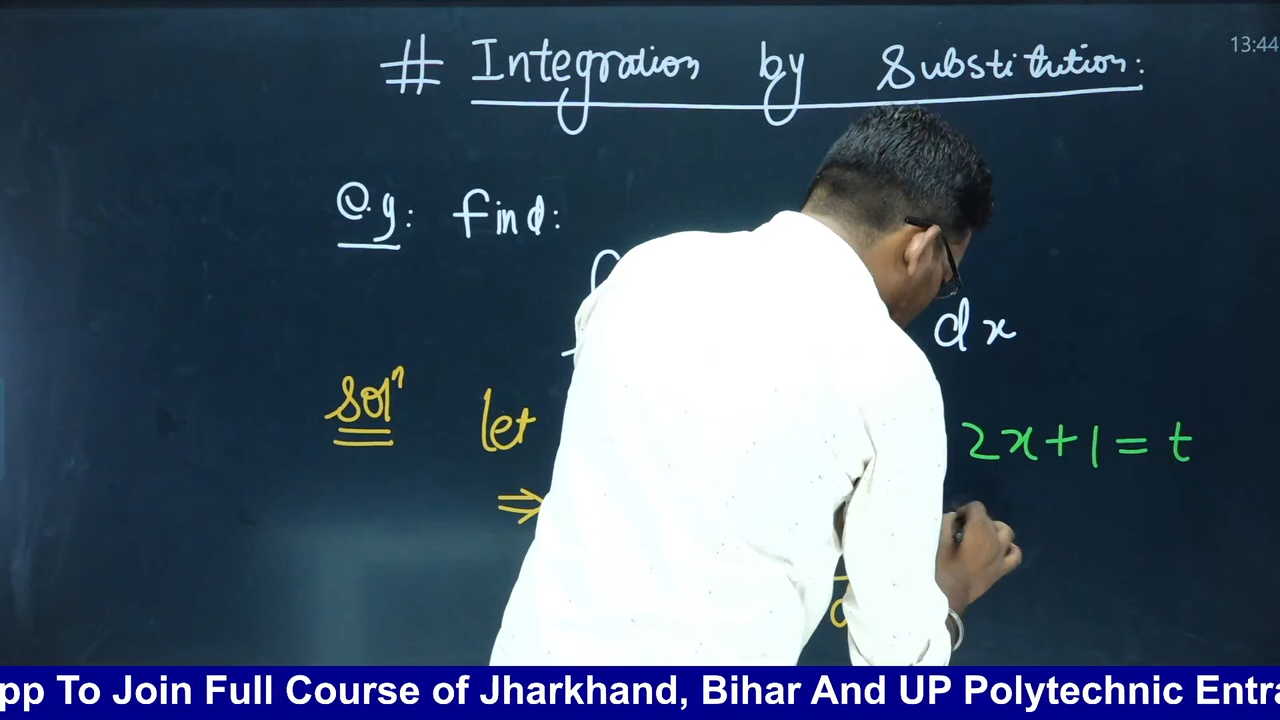 # Integration by Substitution:
13:44
e.g: find:
dx
Solⁿ let
2x+1=t
⇒
pp To Join Full Course of Jharkhand, Bihar And UP Polytechnic Entra